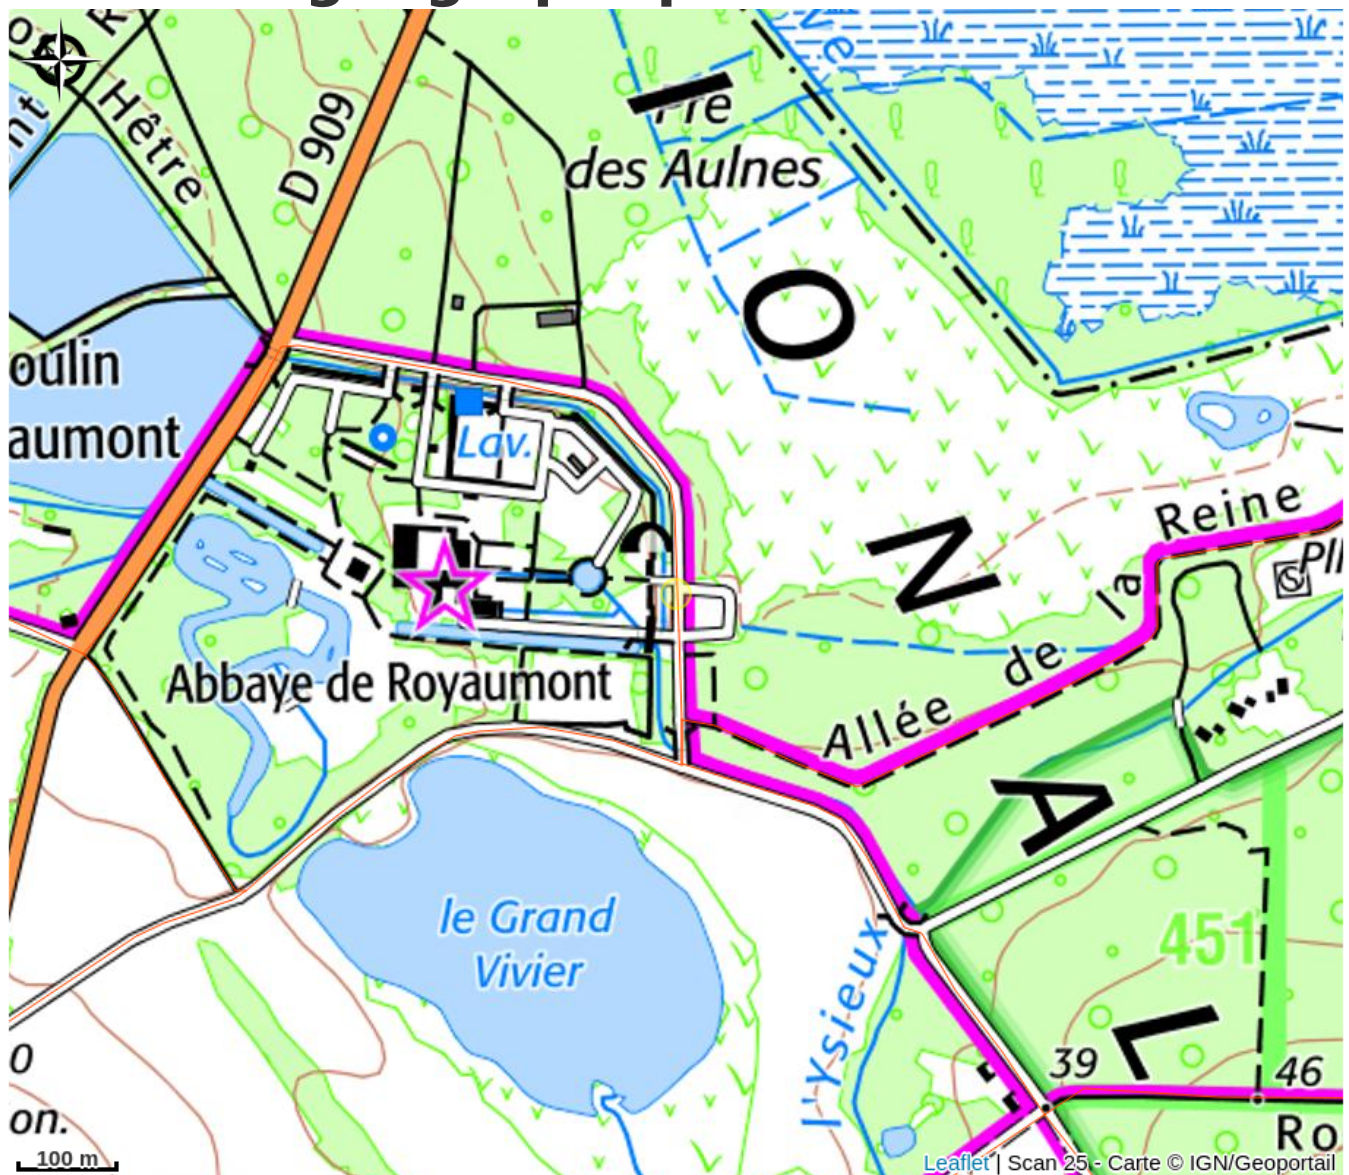 Hêtre
D 909
Pré
des Aulnes
I
O
N
A
L
oulin
aumont
Lav.
Abbaye de Royaumont
Allée de la Reine
Pll
le Grand
Vivier
l'Ysieux
451
39
46
0
on.
Ro
100 m
Leaflet | Scan 25 - Carte © IGN/Geoportail